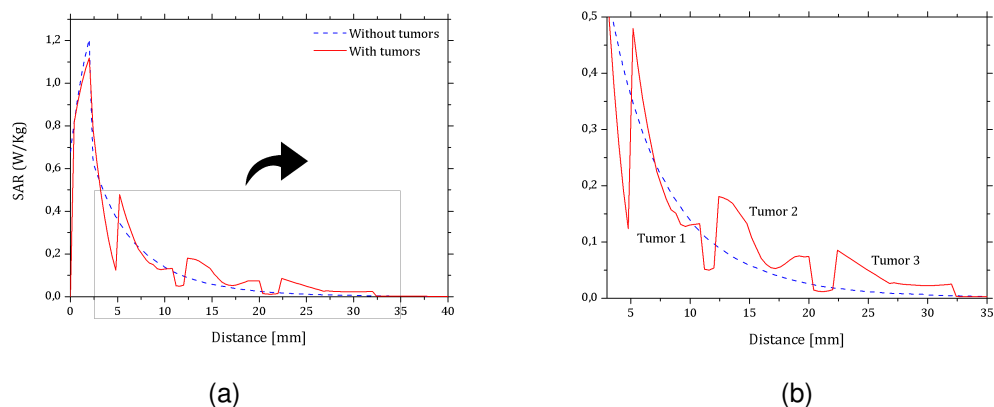 1,4
1,2
1,0
0,8
0,6
0,4
0,2
0,0
SAR (W/Kg)
Without tumors
With tumors
0 5 10 15 20 25 30 35 40
Distance [mm]
(a)
0,5
0,4
0,3
0,2
0,1
0,0
Tumor 1
Tumor 2
Tumor 3
5 10 15 20 25 30 35
Distance [mm]
(b)